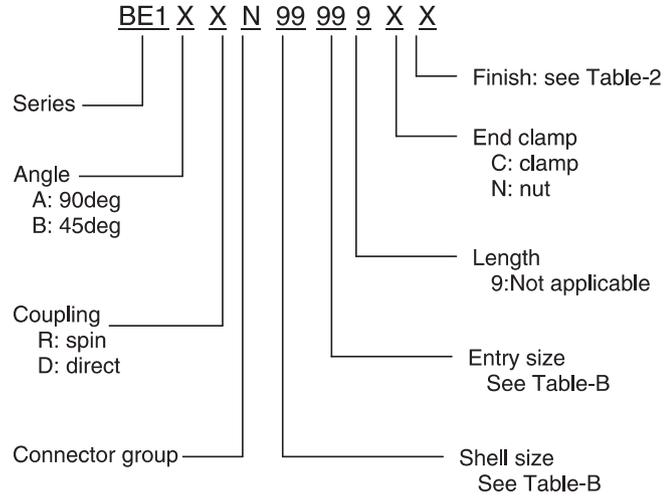 BE1 X X N 99 99 9 X X
Finish: see Table-2
Series
End clamp
C: clamp
N: nut
Angle
A: 90deg
B: 45deg
Length
9:Not applicable
Coupling
R: spin
D: direct
Entry size
See Table-B
Connector group
Shell size
See Table-B